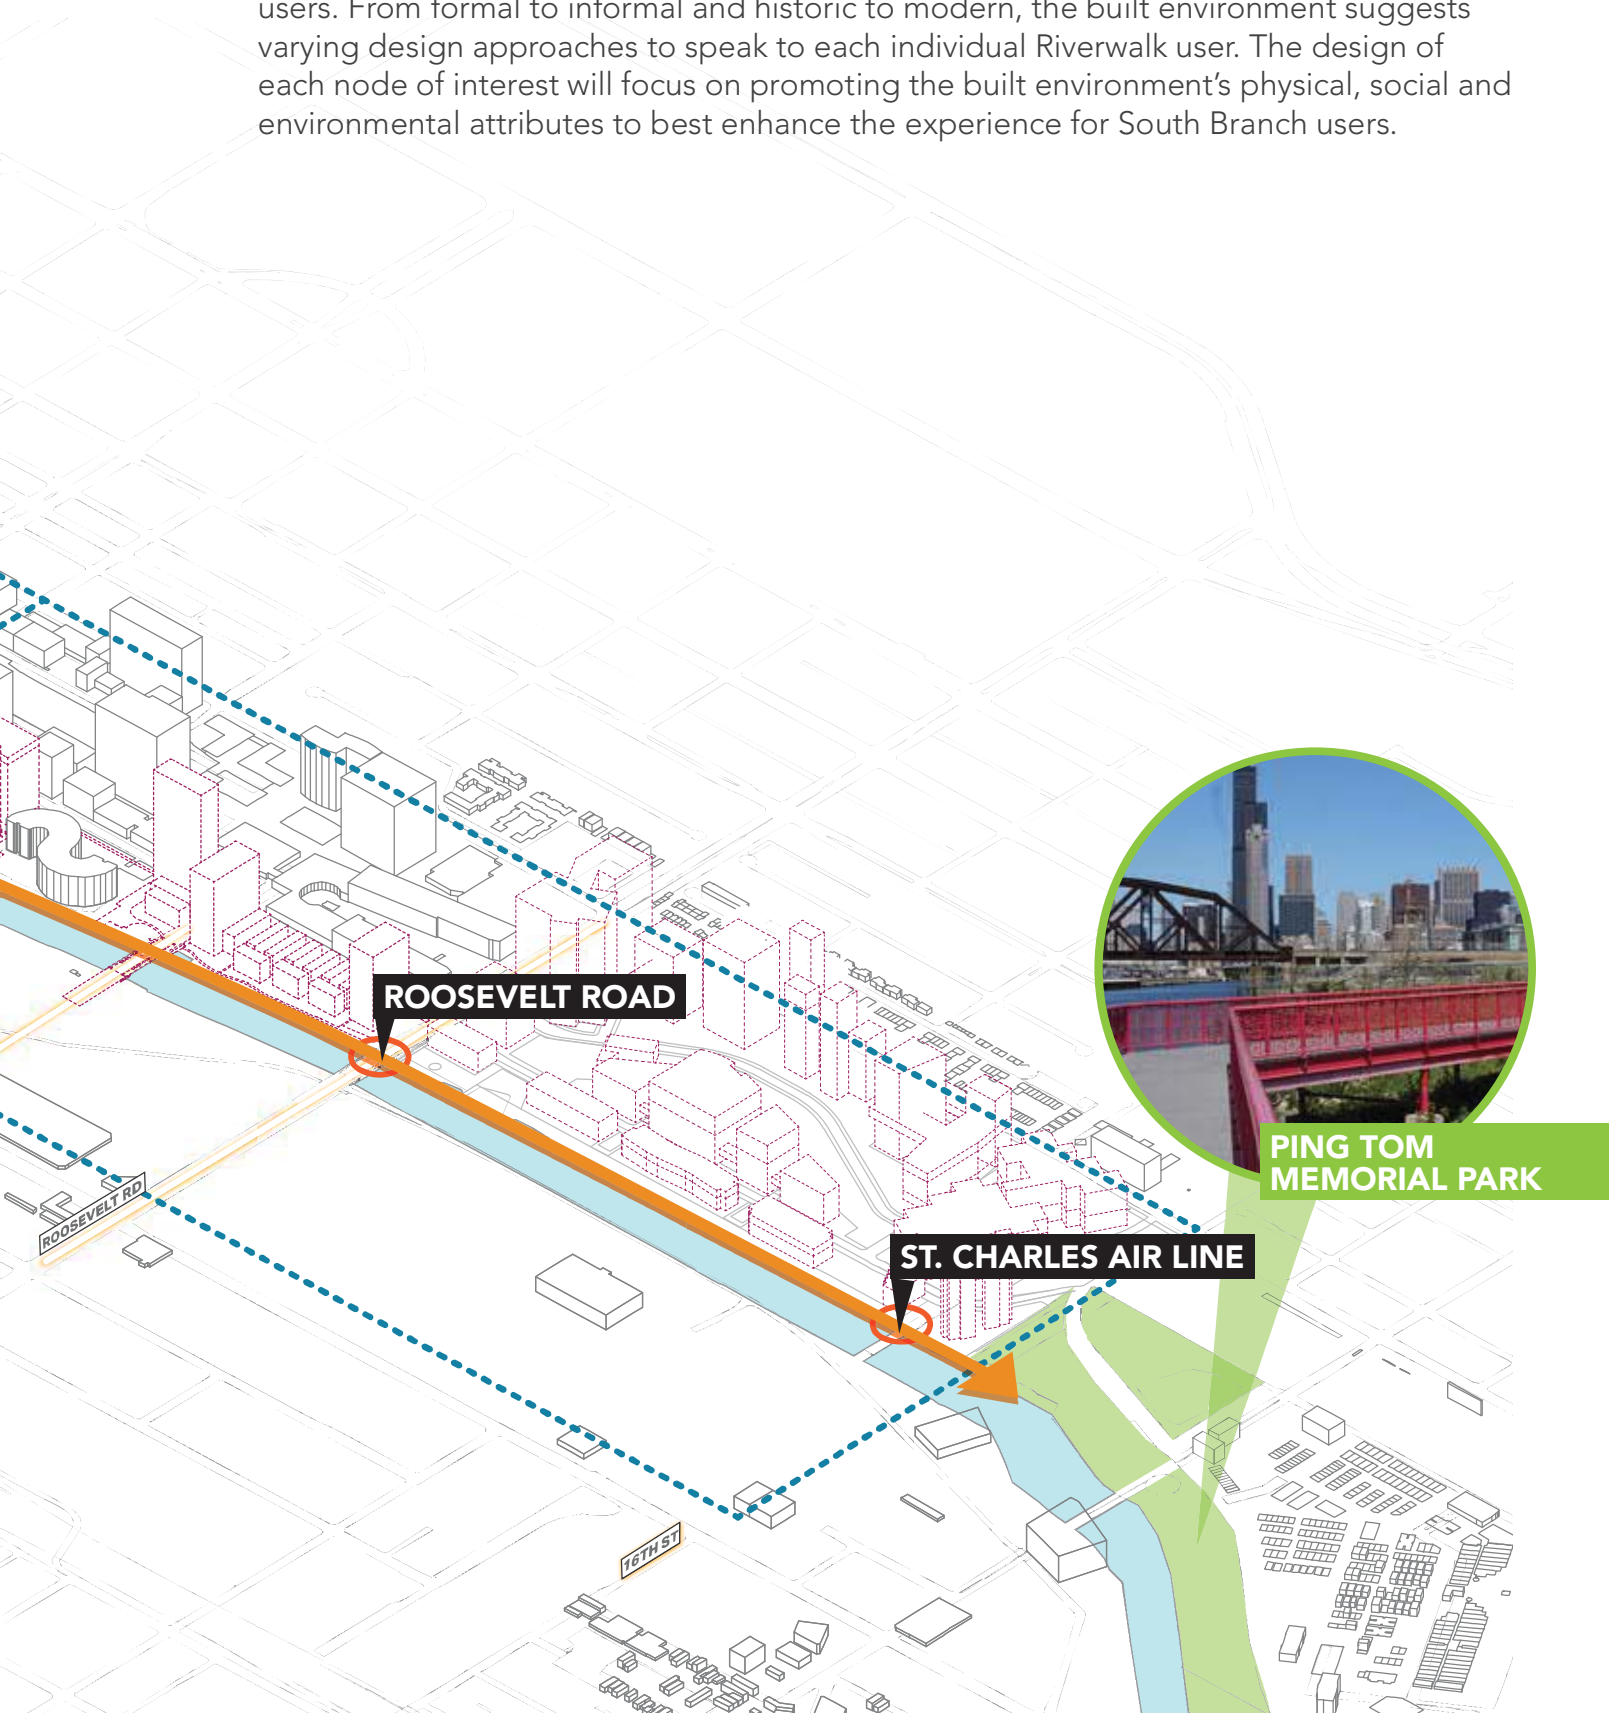 users. From formal to informal and historic to modern, the built environment suggests
varying design approaches to speak to each individual Riverwalk user. The design of
each node of interest will focus on promoting the built environment’s physical, social and
environmental attributes to best enhance the experience for South Branch users.
ROOSEVELT ROAD
PING TOM
MEMORIAL PARK
ROOSEVELT RD
ST. CHARLES AIR LINE
16TH ST